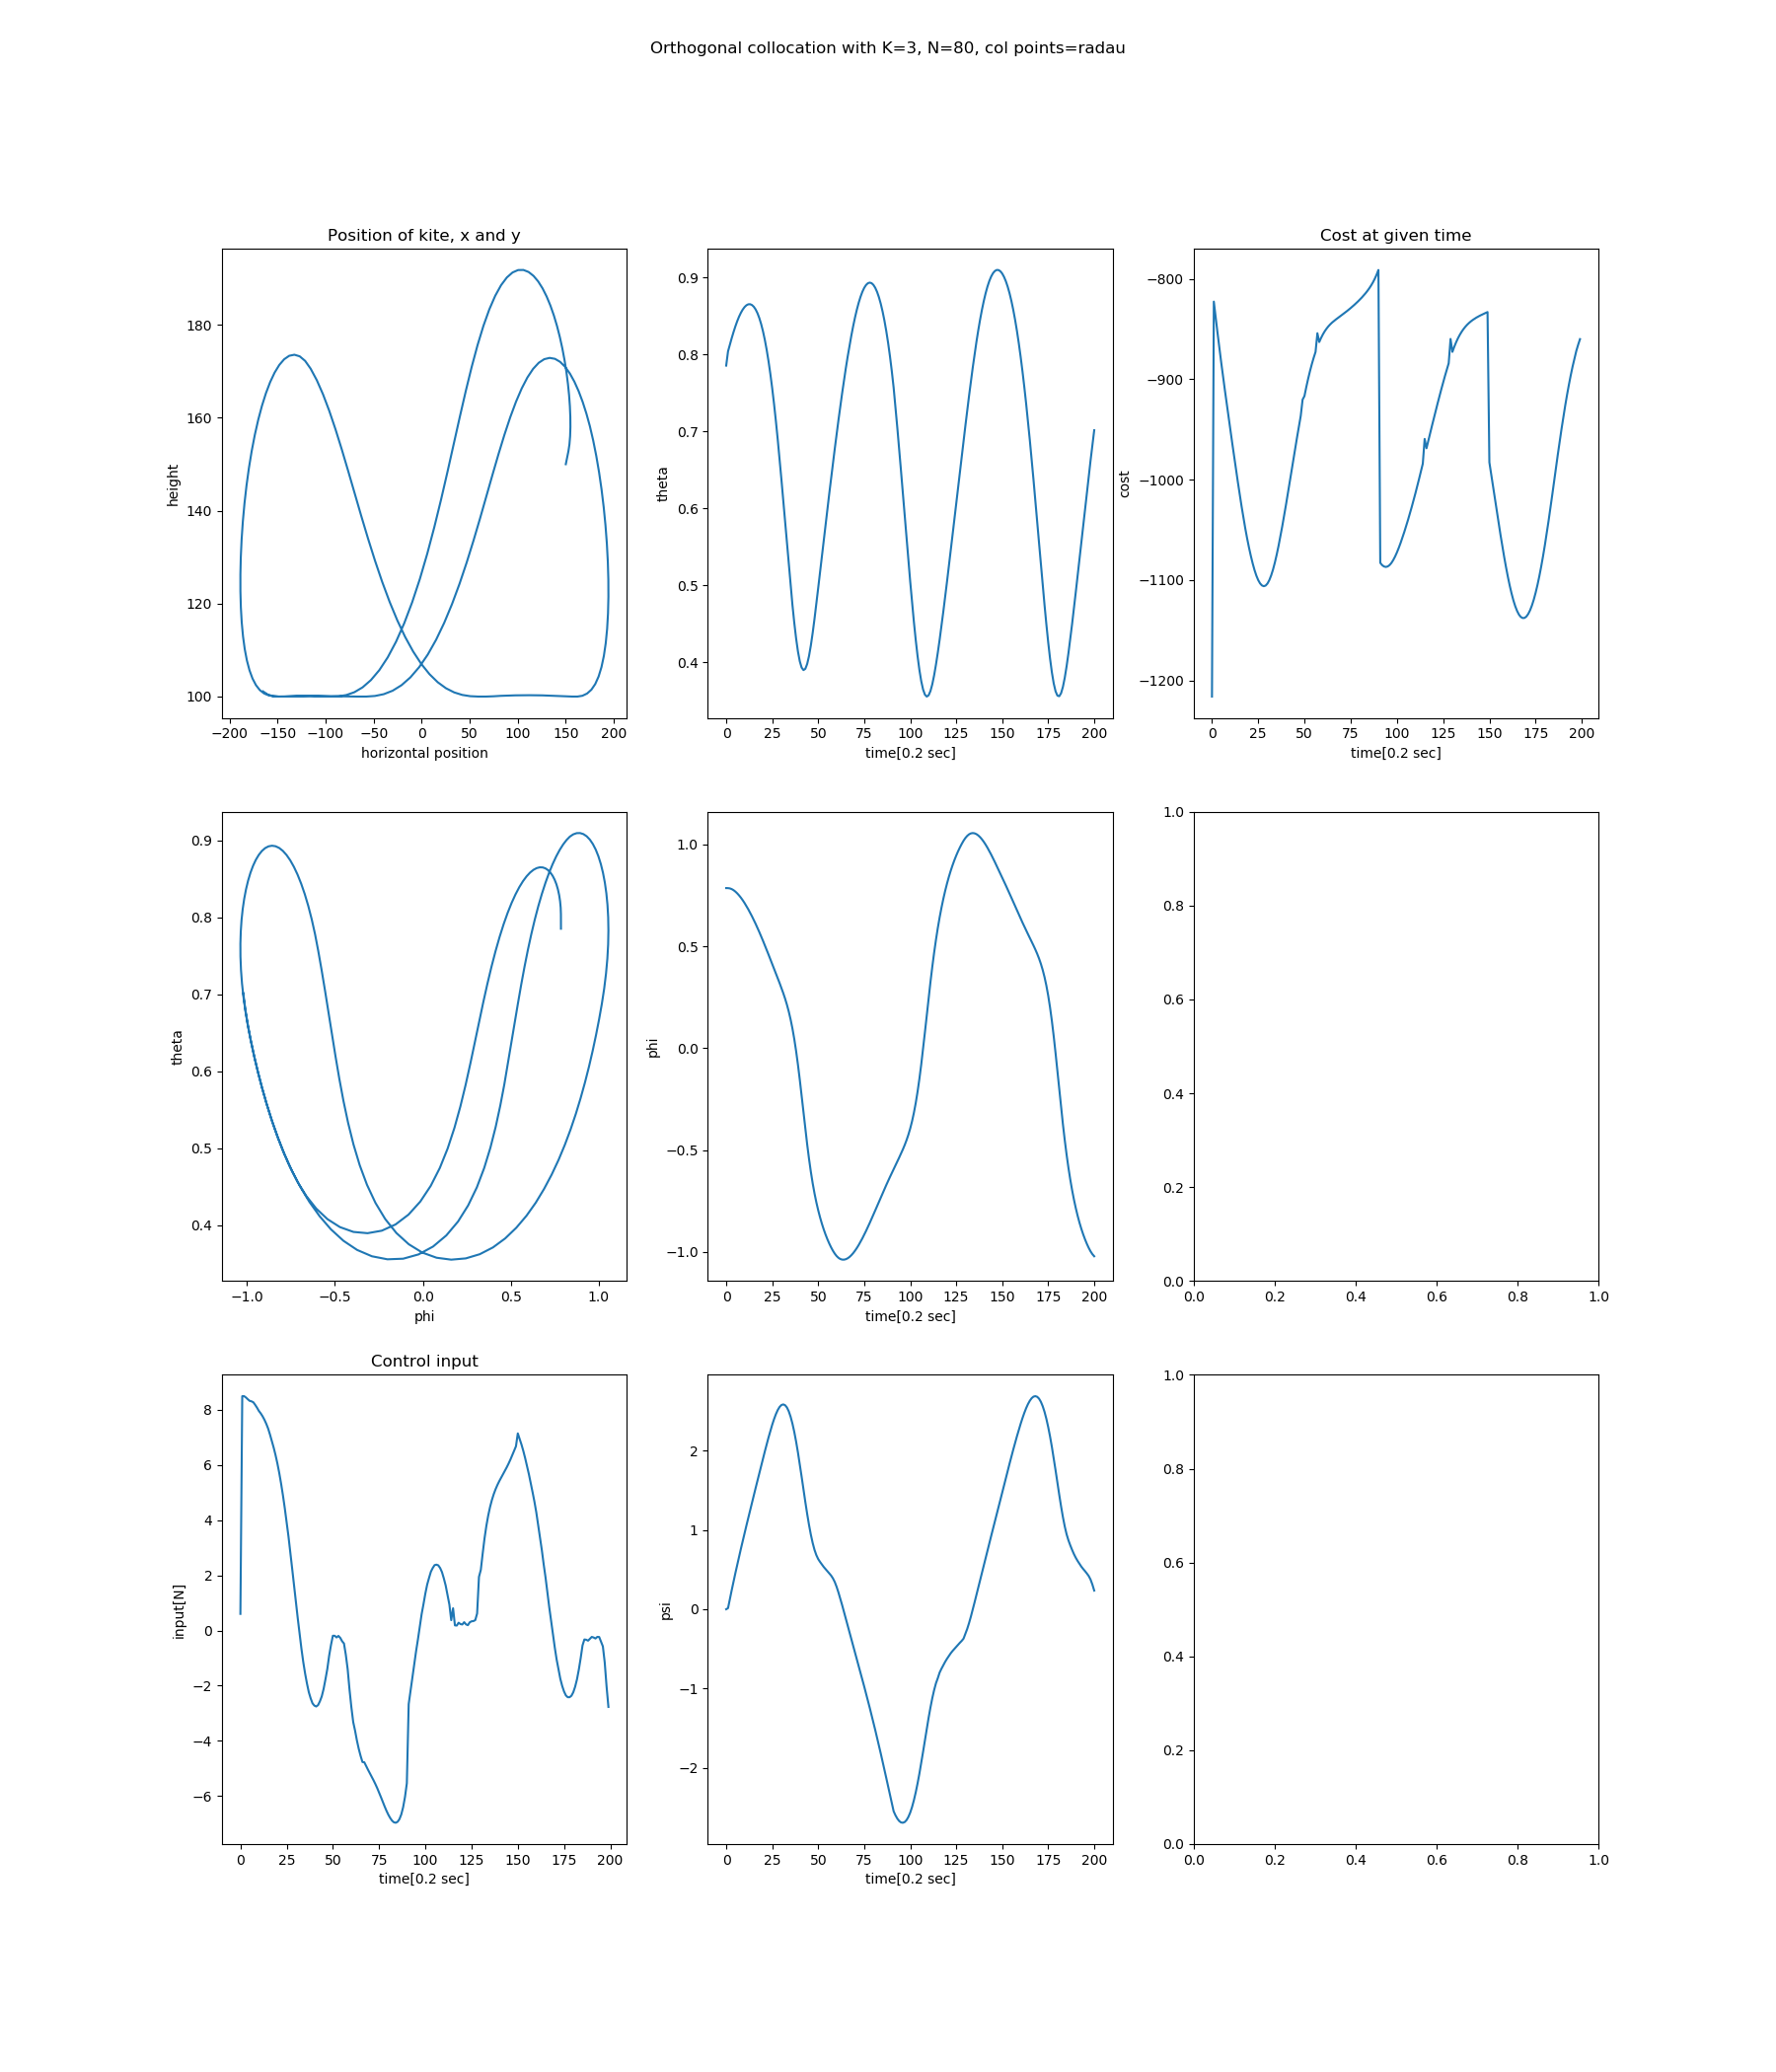 Orthogonal collocation with K=3, N=80, col points=radau
Position of kite, x and y
height
180
160
140
120
100
−200 −150 −100 −50 0 50 100 150 200
horizontal position
theta
0.9
0.8
0.7
0.6
0.5
0.4
0 25 50 75 100 125 150 175 200
time[0.2 sec]
Cost at given time
cost
−800
−900
−1000
−1100
−1200
0 25 50 75 100 125 150 175 200
time[0.2 sec]
theta
0.9
0.8
0.7
0.6
0.5
0.4
−1.0 −0.5 0.0 0.5 1.0
phi
phi
1.0
0.5
0.0
−0.5
−1.0
0 25 50 75 100 125 150 175 200
time[0.2 sec]
1.0
0.8
0.6
0.4
0.2
0.0
0.0 0.2 0.4 0.6 0.8 1.0
Control input
input[N]
8
6
4
2
0
−2
−4
−6
0 25 50 75 100 125 150 175 200
time[0.2 sec]
psi
2
1
0
−1
−2
0 25 50 75 100 125 150 175 200
time[0.2 sec]
1.0
0.8
0.6
0.4
0.2
0.0
0.0 0.2 0.4 0.6 0.8 1.0